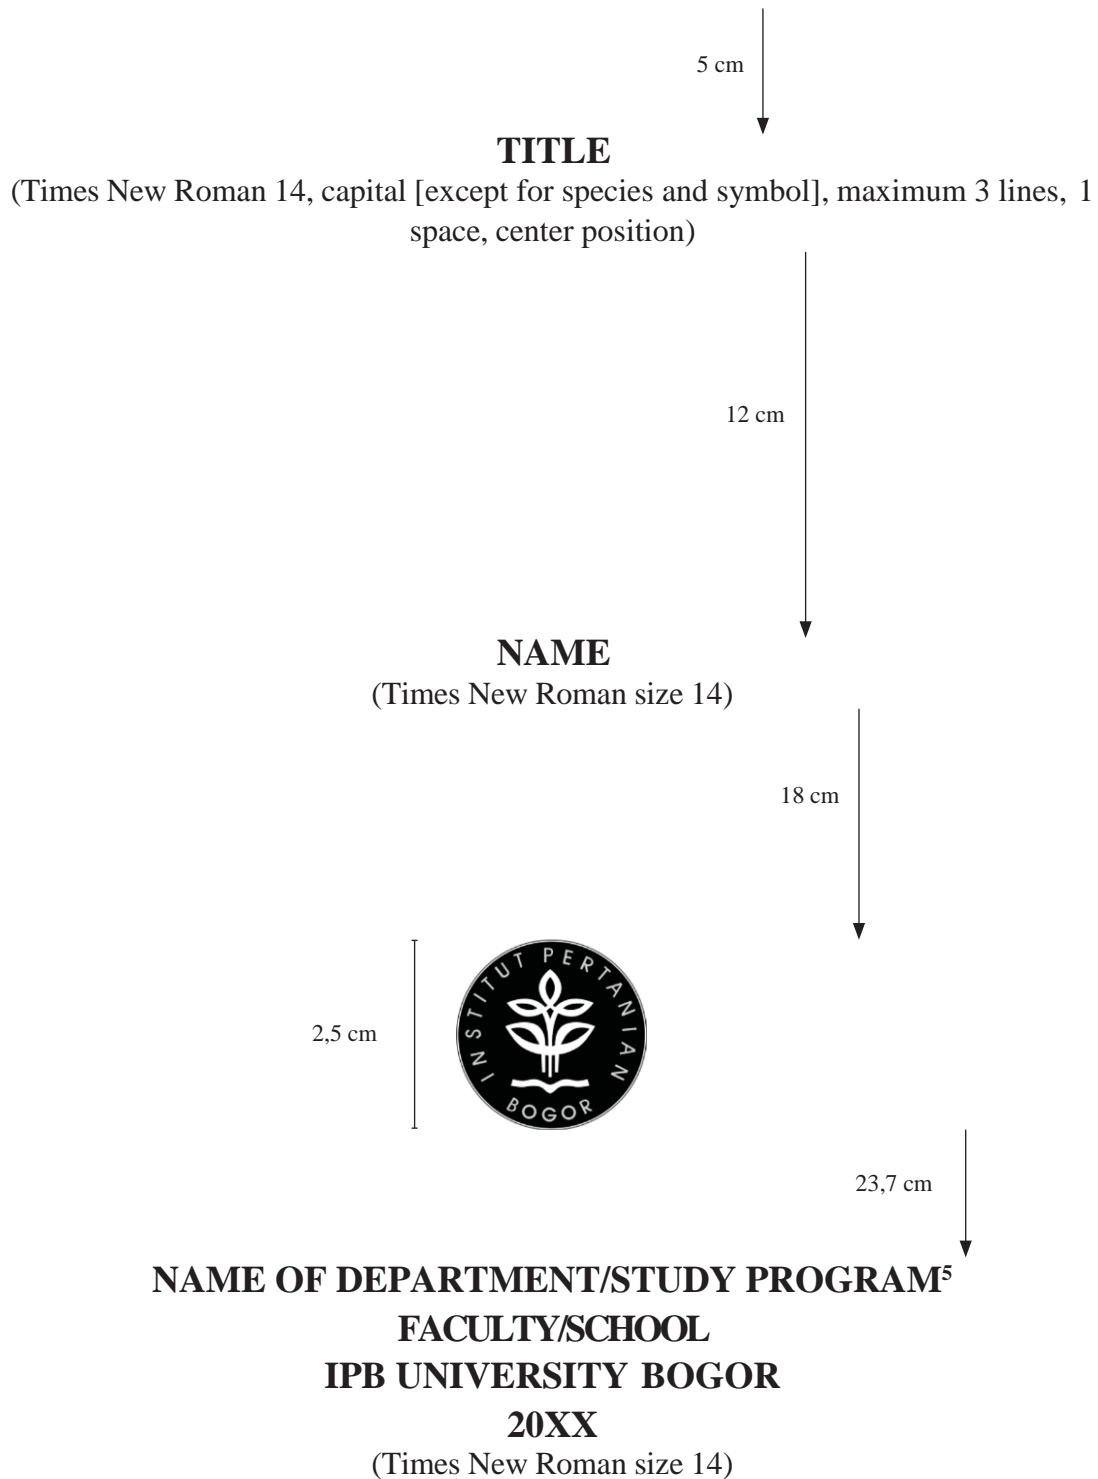 5 cm
TITLE
(Times New Roman 14, capital [except for species and symbol], maximum 3 lines, 1
space, center position)
12 cm
NAME
(Times New Roman size 14)
18 cm
INSTITUT PERTANIAN
BOGOR
2,5 cm
23,7 cm
NAME OF DEPARTMENT/STUDY PROGRAM⁵
FACULTY/SCHOOL
IPB UNIVERSITY BOGOR
20XX
(Times New Roman size 14)